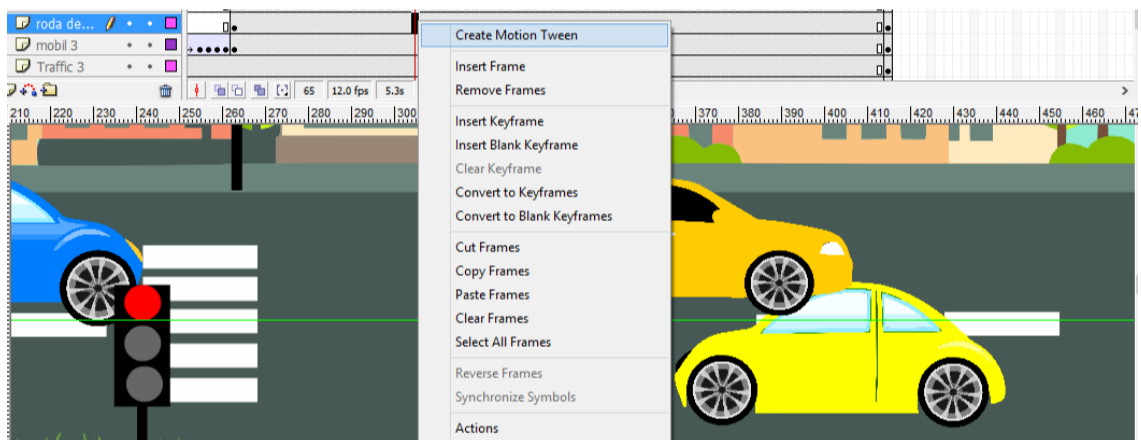 roda de...
mobil 3
Traffic 3
65 12.0 fps 5.3s
210 220 230 240 250 260 270 280 290 300 370 380 390 400 410 420 430 440 450 460
Create Motion Tween
Insert Frame
Remove Frames
Insert Keyframe
Insert Blank Keyframe
Clear Keyframe
Convert to Keyframes
Convert to Blank Keyframes
Cut Frames
Copy Frames
Paste Frames
Clear Frames
Select All Frames
Reverse Frames
Synchronize Symbols
Actions